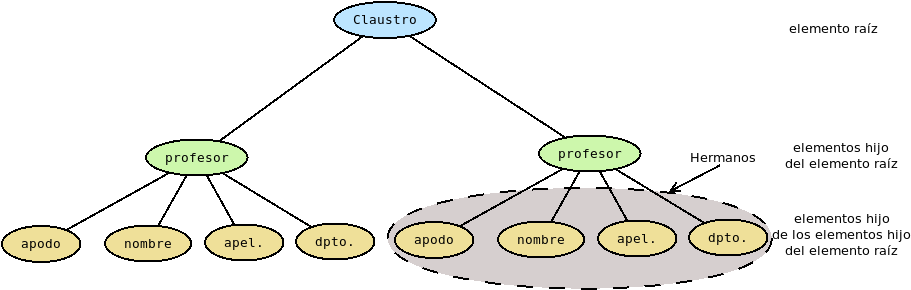 Claustro
elemento raíz
profesor
profesor
elementos hijo
del elemento raíz
Hermanos
apodo
nombre
apel.
dpto.
apodo
nombre
apel.
dpto.
elementos hijo
de los elementos hijo
del elemento raíz